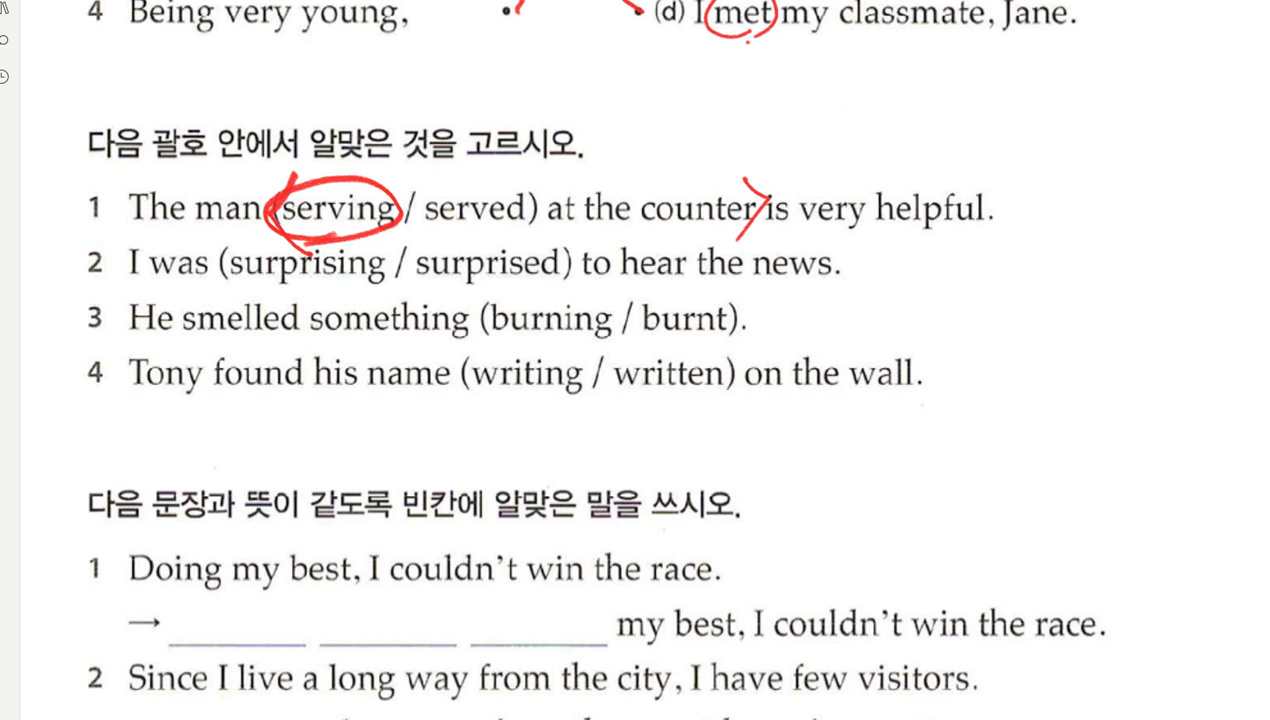 4 Being very young,
(d) I met my classmate, Jane.
다음 괄호 안에서 알맞은 것을 고르시오.
1 The man (serving / served) at the counter is very helpful.
2 I was (surprising / surprised) to hear the news.
3 He smelled something (burning / burnt).
4 Tony found his name (writing / written) on the wall.
다음 문장과 뜻이 같도록 빈칸에 알맞은 말을 쓰시오.
1 Doing my best, I couldn't win the race.
→ ______ ______ ______ my best, I couldn't win the race.
2 Since I live a long way from the city, I have few visitors.